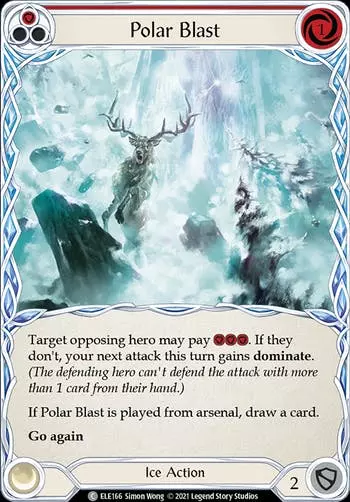 1
Polar Blast
Target opposing hero may pay. If they
don't, your next attack this turn gains dominate.
(The defending hero can't defend the attack with
more than 1 card from their hand.)
If Polar Blast is played from arsenal, draw a card.
Go again
Ice Action
2
C ELE166 Simon Wong © 2021 Legend Story Studios